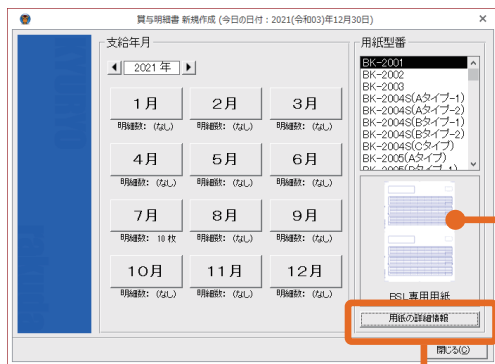 賞与明細書 新規作成 (今日の日付：2021(令和03)年12月30日)
支給年月
2021 年
1月 2月 3月
明細数: (なし) 明細数: (なし) 明細数: (なし)
4月 5月 6月
明細数: (なし) 明細数: (なし) 明細数: (なし)
7月 8月 9月
明細数: 10 枚 明細数: (なし) 明細数: (なし)
10月 11月 12月
明細数: (なし) 明細数: (なし) 明細数: (なし)
用紙型番
BK-2001
BK-2002
BK-2003
BK-2004S(Aタイプ-1)
BK-2004S(Aタイプ-2)
BK-2004S(Bタイプ-1)
BK-2004S(Bタイプ-2)
BK-2004S(Cタイプ)
BK-2005(Aタイプ)
BK-2005(Bタイプ-1)
BSL専用用紙
用紙の詳細情報
閉じる(C)